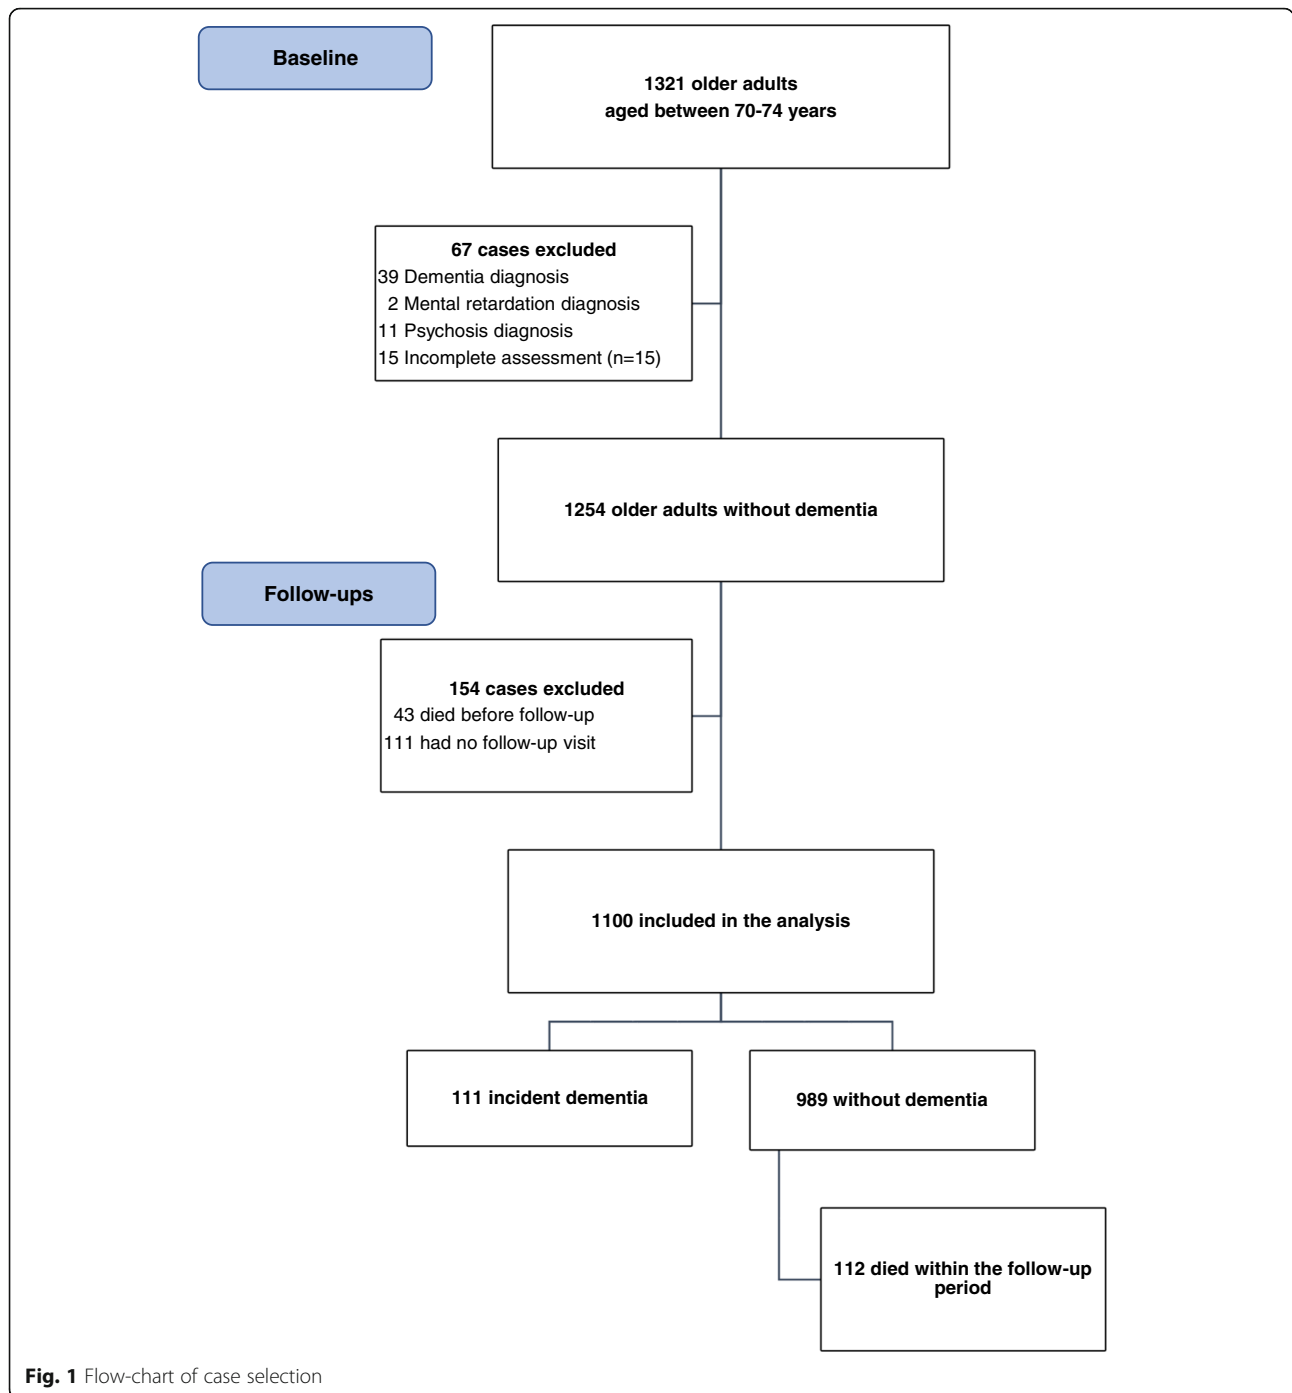 Baseline
1321 older adults
aged between 70-74 years
67 cases excluded
39 Dementia diagnosis
2 Mental retardation diagnosis
11 Psychosis diagnosis
15 Incomplete assessment (n=15)
1254 older adults without dementia
Follow-ups
154 cases excluded
43 died before follow-up
111 had no follow-up visit
1100 included in the analysis
111 incident dementia
989 without dementia
112 died within the follow-up
period
Fig. 1 Flow-chart of case selection